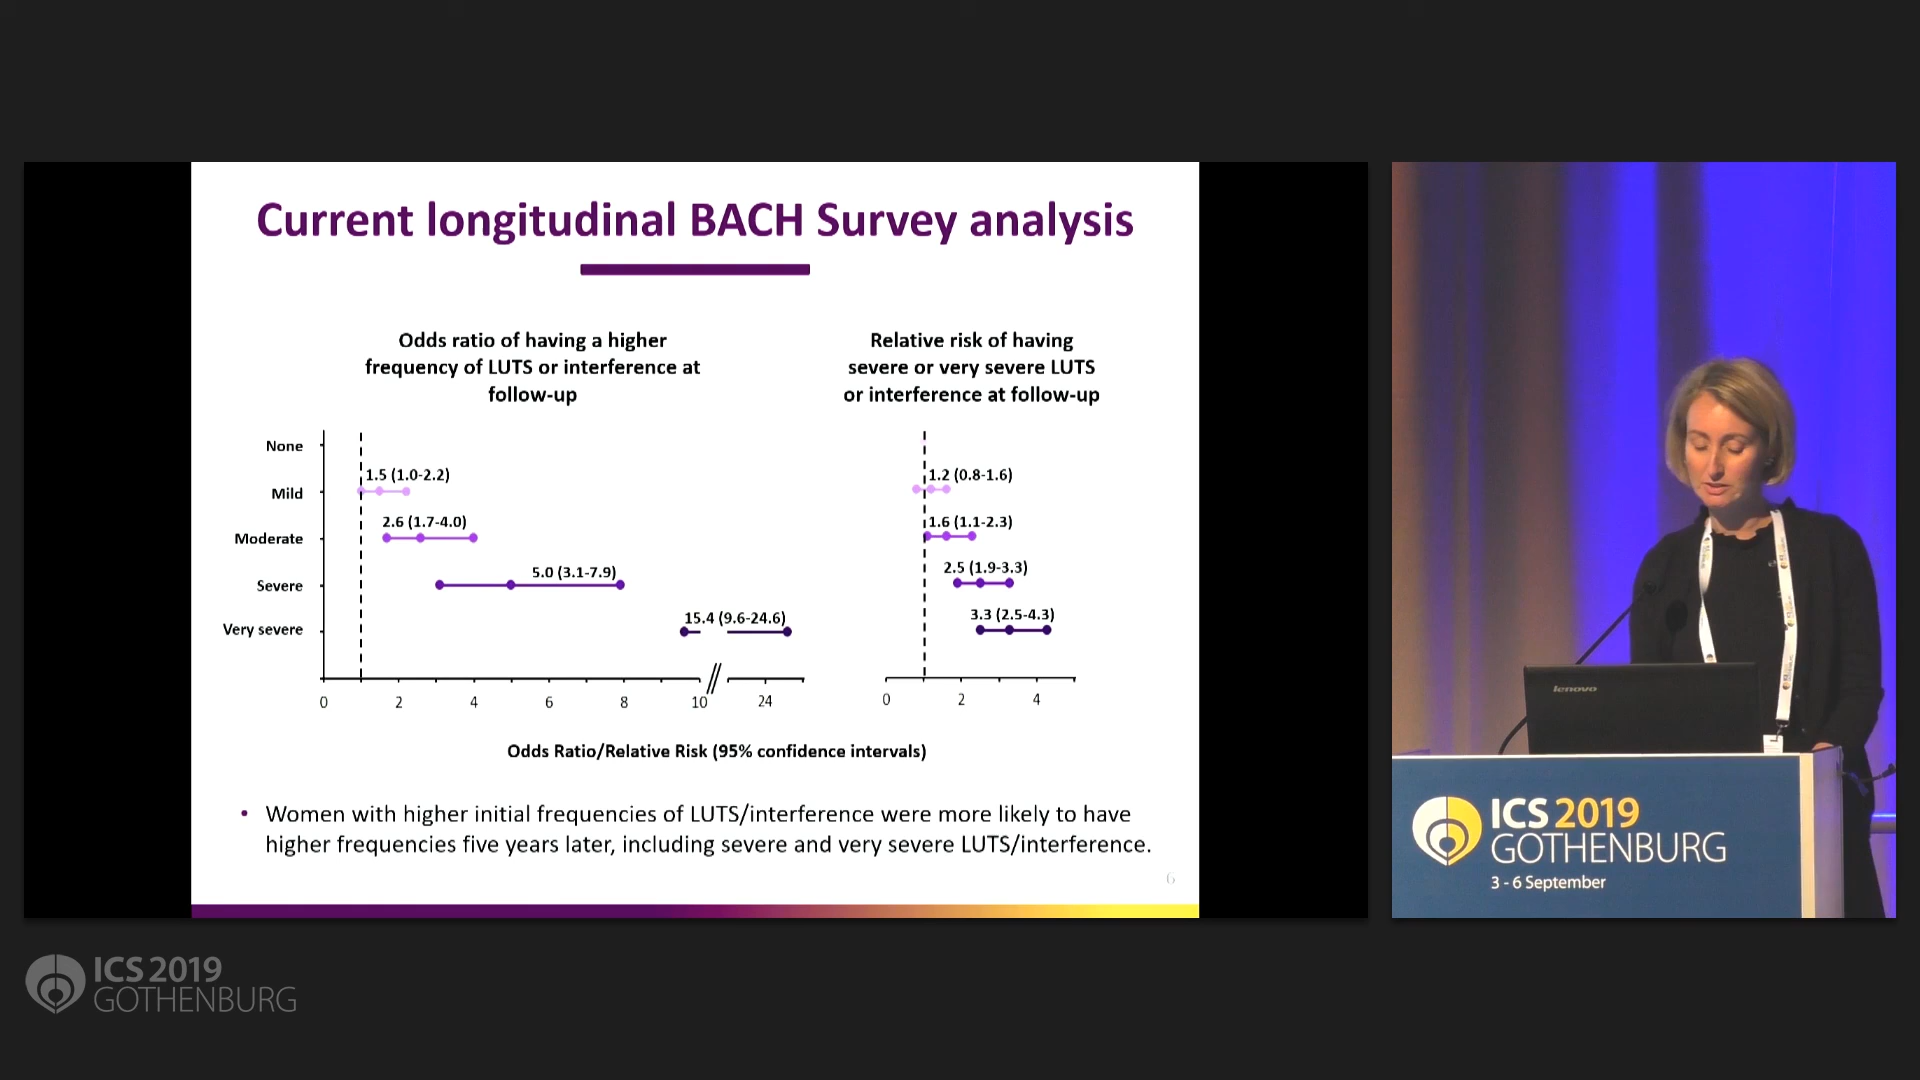 Current longitudinal BACH Survey analysis
Odds ratio of having a higher
frequency of LUTS or interference at
follow-up
Relative risk of having
severe or very severe LUTS
or interference at follow-up
None
Mild
Moderate
Severe
Very severe
1.5 (1.0-2.2)
2.6 (1.7-4.0)
5.0 (3.1-7.9)
15.4 (9.6-24.6)
0 2 4 6 8 10 24
1.2 (0.8-1.6)
1.6 (1.1-2.3)
2.5 (1.9-3.3)
3.3 (2.5-4.3)
0 2 4
Odds Ratio/Relative Risk (95% confidence intervals)
• Women with higher initial frequencies of LUTS/interference were more likely to have
higher frequencies five years later, including severe and very severe LUTS/interference.
6
lenovo
ICS 2019
GOTHENBURG
3 - 6 September
ICS 2019
GOTHENBURG